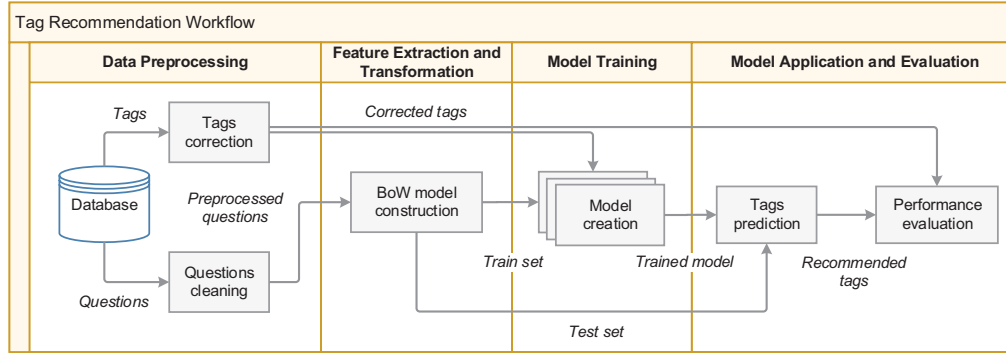 Tag Recommendation Workflow
Data Preprocessing
Feature Extraction and
Transformation
Model Training
Model Application and Evaluation
Tags
Tags
correction
Corrected tags
Database
Preprocessed
questions
BoW model
construction
Model
creation
Tags
prediction
Performance
evaluation
Questions
Questions
cleaning
Train set
Trained model
Recommended
tags
Test set